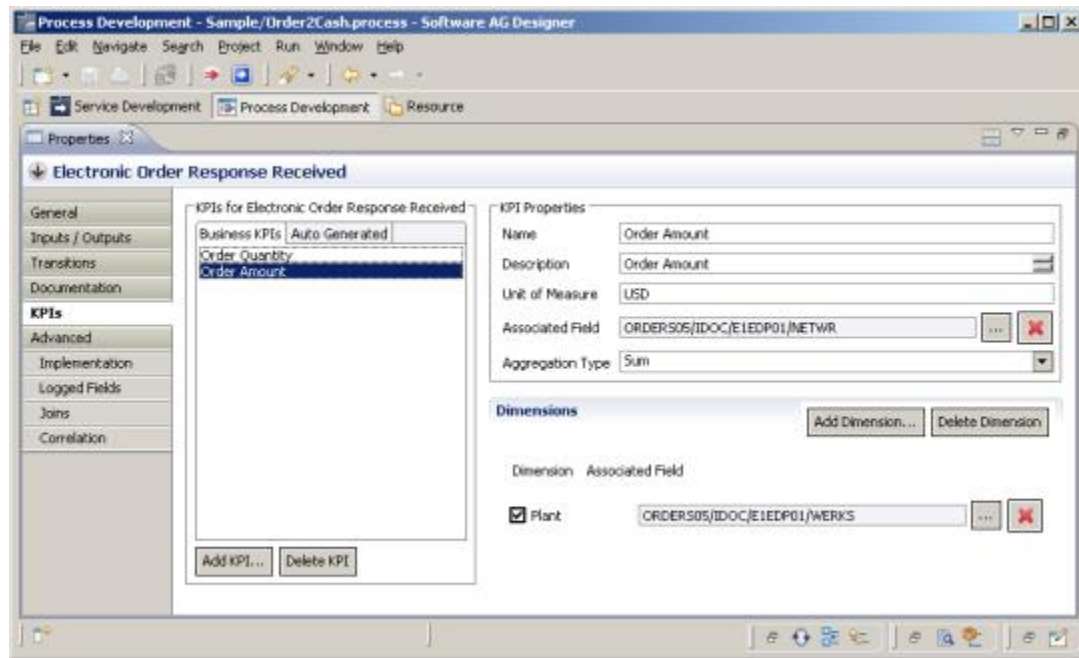 Process Development - Sample/Order2Cash.process - Software AG Designer
File Edit Navigate Search Project Run Window Help
Service Development Process Development Resource
Properties
Electronic Order Response Received
General
Inputs / Outputs
Transitions
Documentation
KPIs
Advanced
Implementation
Logged Fields
Joins
Correlation
KPIs for Electronic Order Response Received
Business KPIs Auto Generated
Order Quantity
Order Amount
Add KPI... Delete KPI
KPI Properties
Name Order Amount
Description Order Amount
Unit of Measure USD
Associated Field ORDERS05/IDOC/E1EDP01/NETWR ...
Aggregation Type Sum
Dimensions
Add Dimension... Delete Dimension
Dimension Associated Field
Plant ORDERS05/IDOC/E1EDP01/WERKS ...